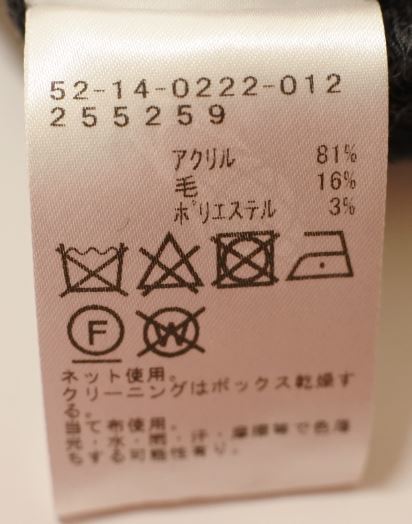 52-14-0222-012
255259
アクリル 81%
毛 16%
ポリエステル 3%
F
W
ネット使用。
クリーニングはボックス乾燥す
る。
当て布使用。
光・水・雨・汗・摩擦等で色落
ちする可能性有り。